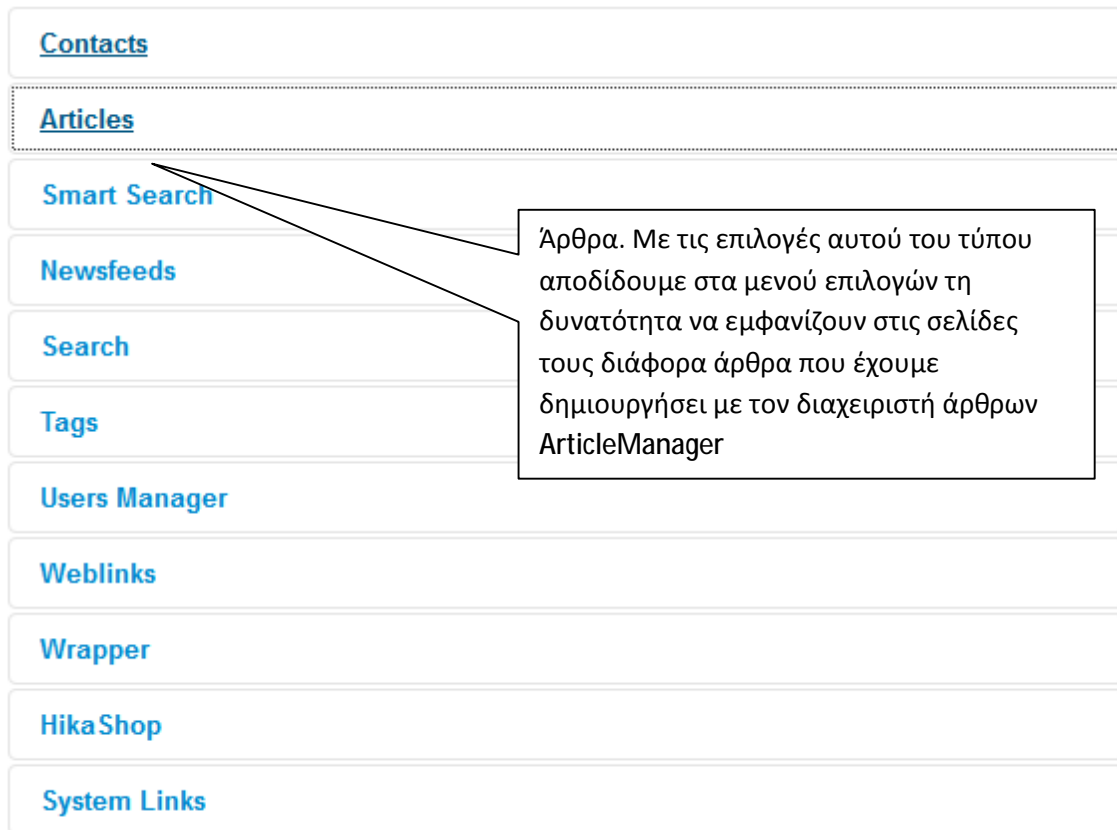 Contacts
Articles
Smart Search
Newsfeeds
Search
Tags
Users Manager
Weblinks
Wrapper
HikaShop
System Links
Άρθρα. Με τις επιλογές αυτού του τύπου
αποδίδουμε στα μενού επιλογών τη
δυνατότητα να εμφανίζουν στις σελίδες
τους διάφορα άρθρα που έχουμε
δημιουργήσει με τον διαχειριστή άρθρων
ArticleManager